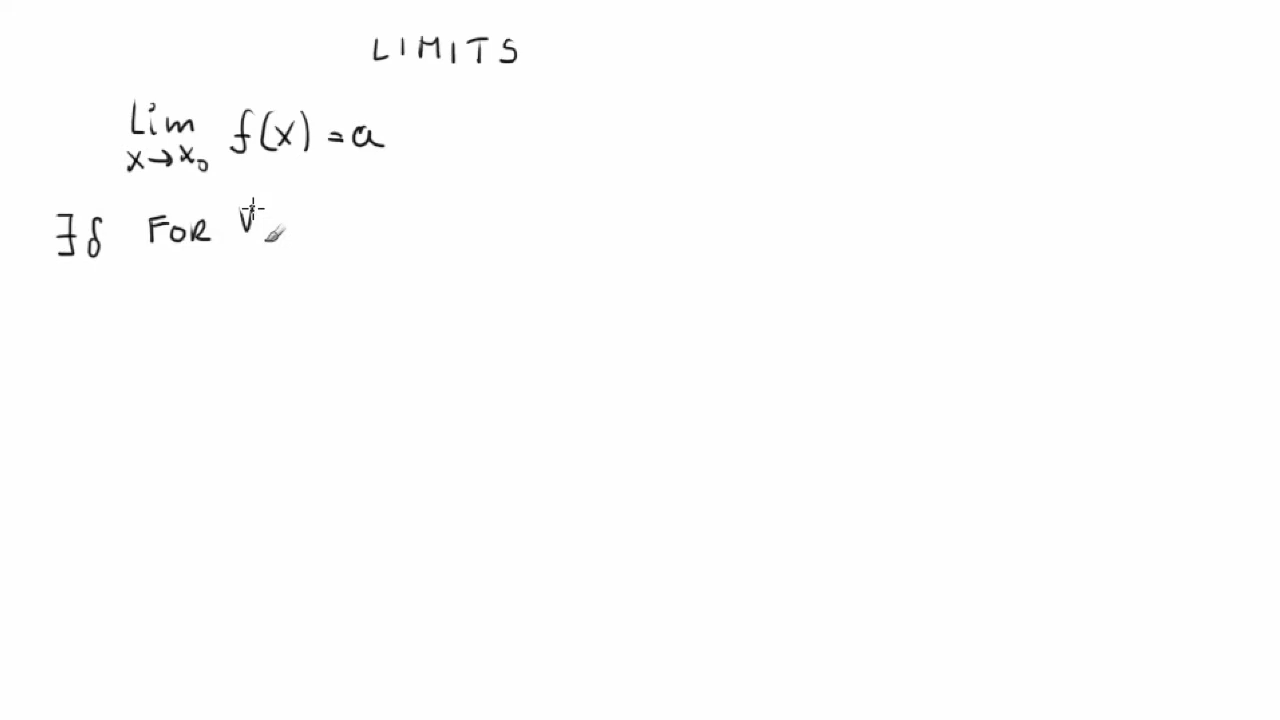 LIMITS
Lim f(x) = a
x→x₀
∃δ FOR V